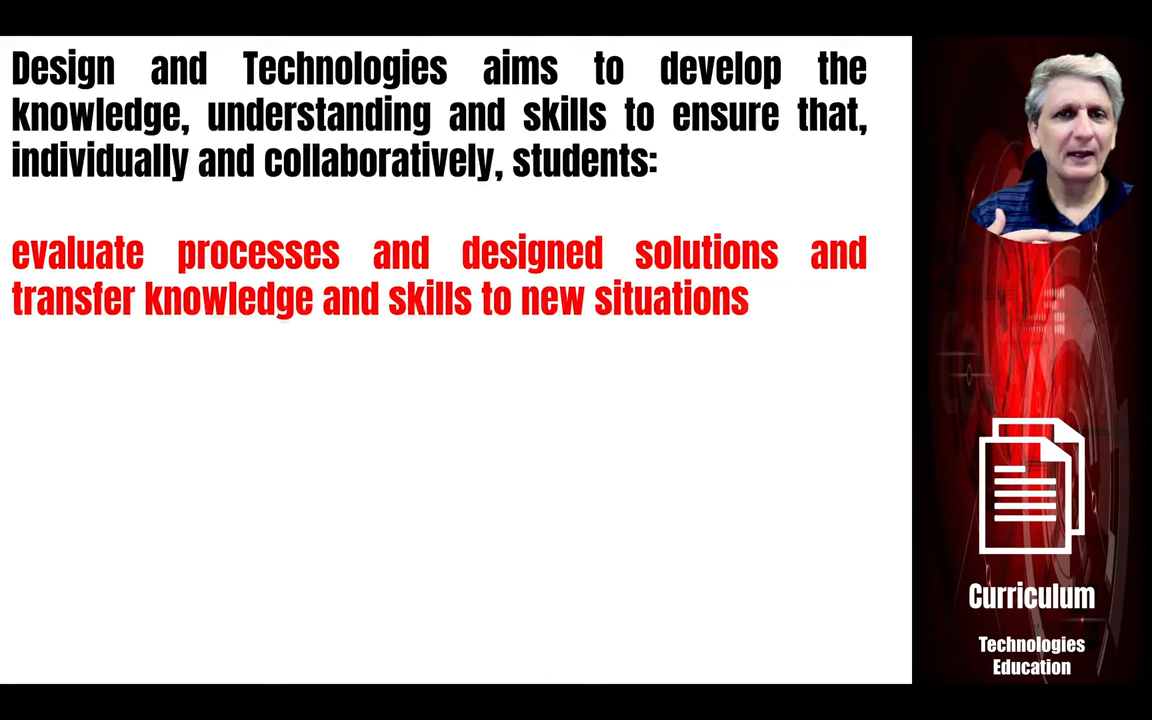 Design and Technologies aims to develop the
knowledge, understanding and skills to ensure that,
individually and collaboratively, students:
evaluate processes and designed solutions and
transfer knowledge and skills to new situations
Curriculum
Technologies
Education